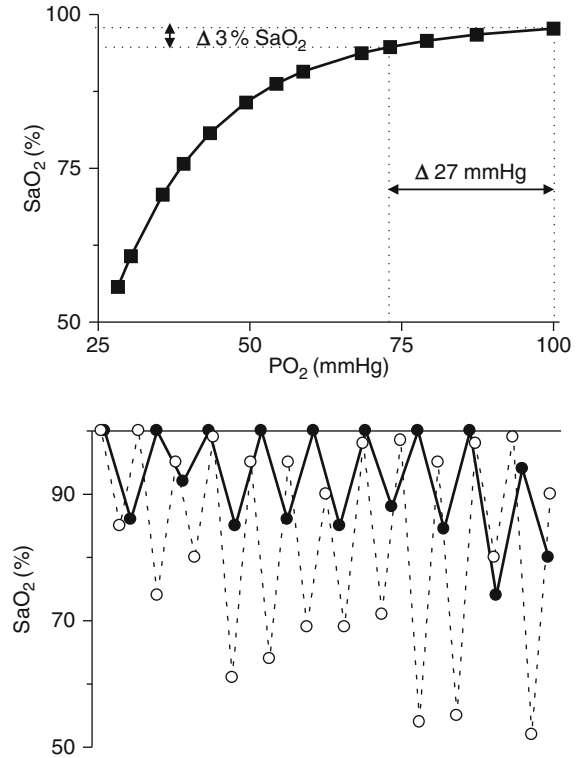 100
Δ 3 % SaO2
75
SaO2 (%)
Δ 27 mmHg
50
25 50 75 100
PO2 (mmHg)
90
SaO2 (%)
70
50